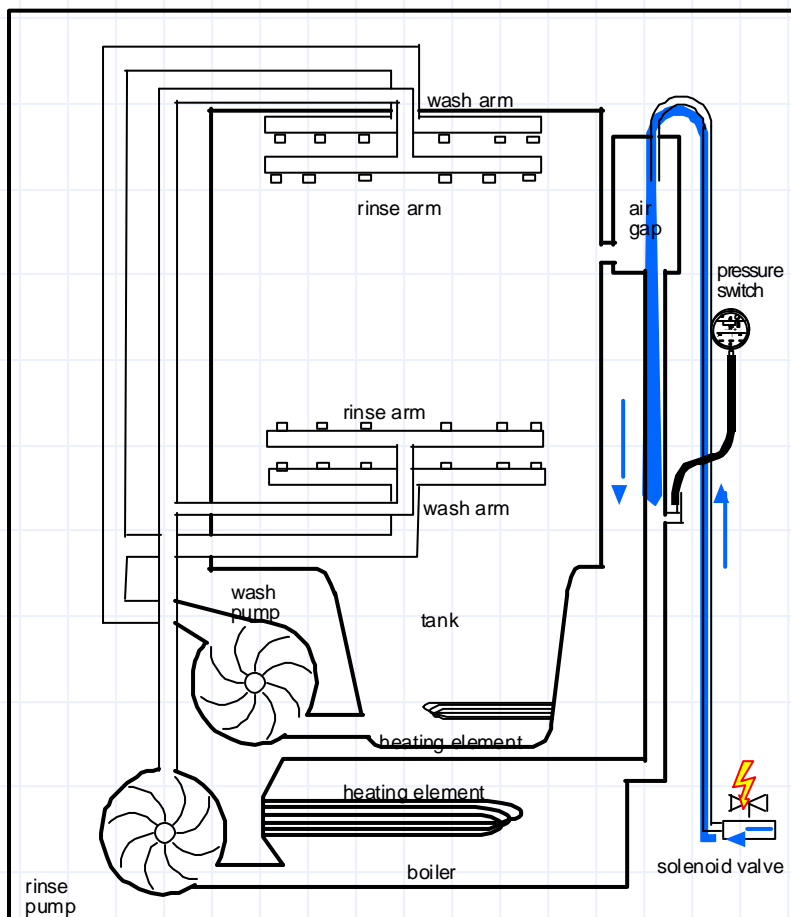 wash arm
rinse arm
air
gap
pressure
switch
rinse arm
wash arm
wash
pump
tank
heating element
heating element
boiler
solenoid valve
rinse
pump